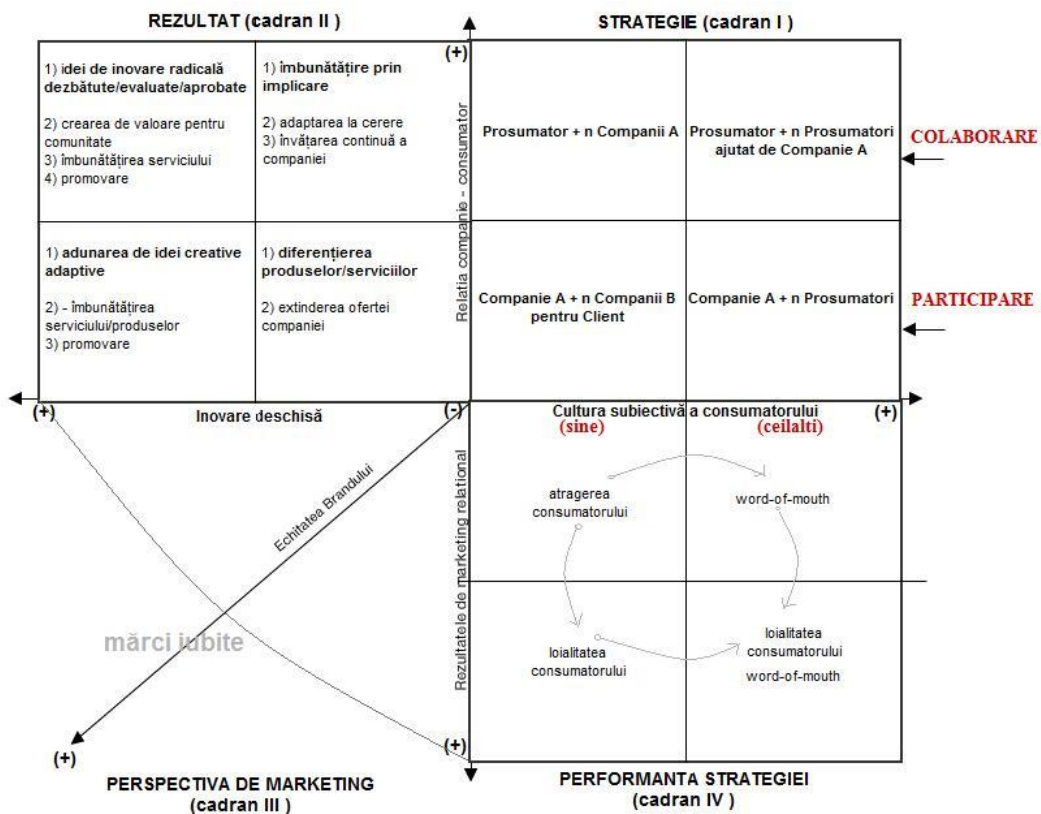 REZULTAT (cadran II )
STRATEGIE (cadran I )
(+)
1) idei de inovare radicală
dezbătute/evaluate/aprobate
2) crearea de valoare pentru
comunitate
3) îmbunătățirea serviciului
4) promovare
1) îmbunătățire prin
implicare
2) adaptarea la cerere
3) învățarea continuă a
companiei
Relatia companie - consumator
Prosumator + n Companii A
Prosumator + n Prosumatori
ajutat de Companie A
COLABORARE
1) adunarea de idei creative
adaptive
2) - îmbunătățirea
serviciului/produselor
3) promovare
1) diferențierea
produselor/serviciilor
2) extinderea ofertei
companiei
Companie A + n Companii B
pentru Client
Companie A + n Prosumatori
PARTICIPARE
(+)
Inovare deschisă
(-)
Cultura subiectivă a consumatorului
(+)
(sine)
(ceilalti)
Echitatea Brandului
Rezultatele de marketing relational
atragerea
consumatorului
word-of-mouth
mărci iubite
loialitatea
consumatorului
loialitatea
consumatorului
word-of-mouth
(+)
(+)
PERSPECTIVA DE MARKETING
(cadran III )
PERFORMANTA STRATEGIEI
(cadran IV )